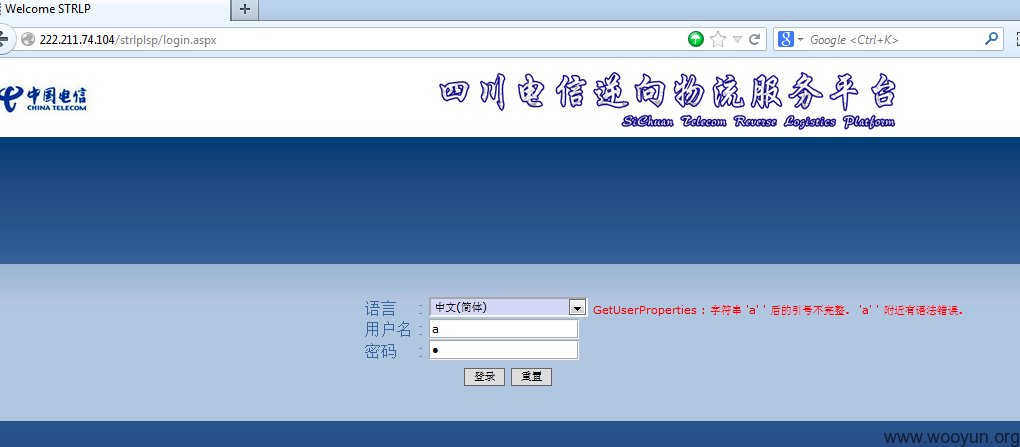 Welcome STRLP
+
222.211.74.104/strlplsp/login.aspx
Google <Ctrl+K>
中国电信
CHINA TELECOM
四川电信逆向物流服务平台
SiChuan Telecom Reverse Logistics Platform
语言 : 中文(简体) GetUserProperties : 字符串 'a' ' 后的引号不完整。 'a' ' 附近有语法错误。
用户名 : a
密码 : •
登录 重置
www.wooyun.org